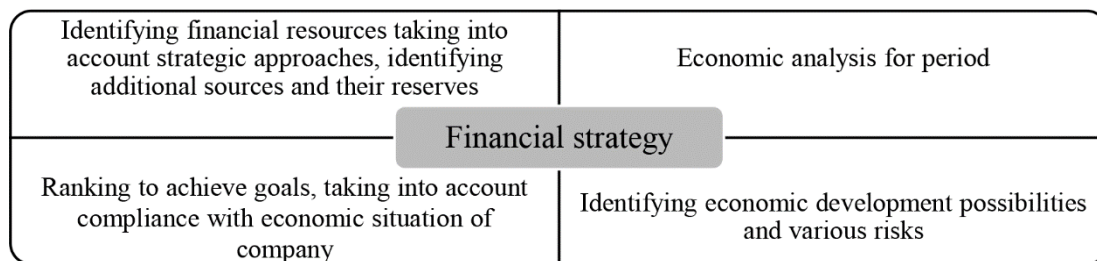 Identifying financial resources taking into
account strategic approaches, identifying
additional sources and their reserves
Economic analysis for period
Financial strategy
Ranking to achieve goals, taking into account
compliance with economic situation of
company
Identifying economic development possibilities
and various risks